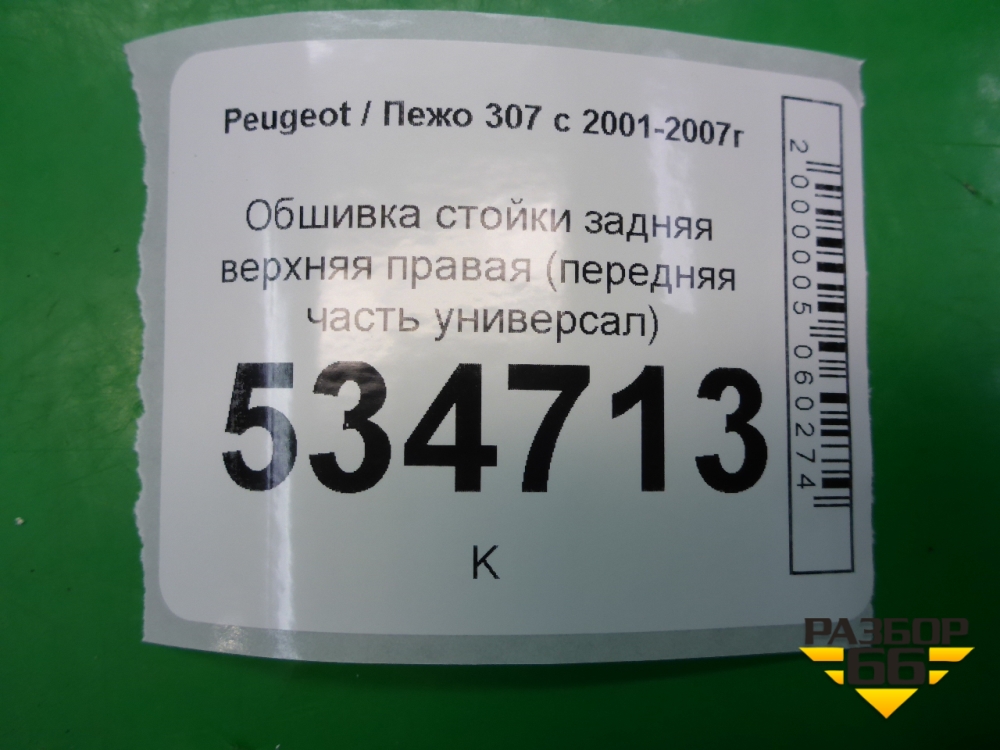 Peugeot / Пежо 307 с 2001-2007г
Обшивка стойки задняя
верхняя правая (передняя
часть универсал)
534713
К
2000005060274
РАЗБОР
66